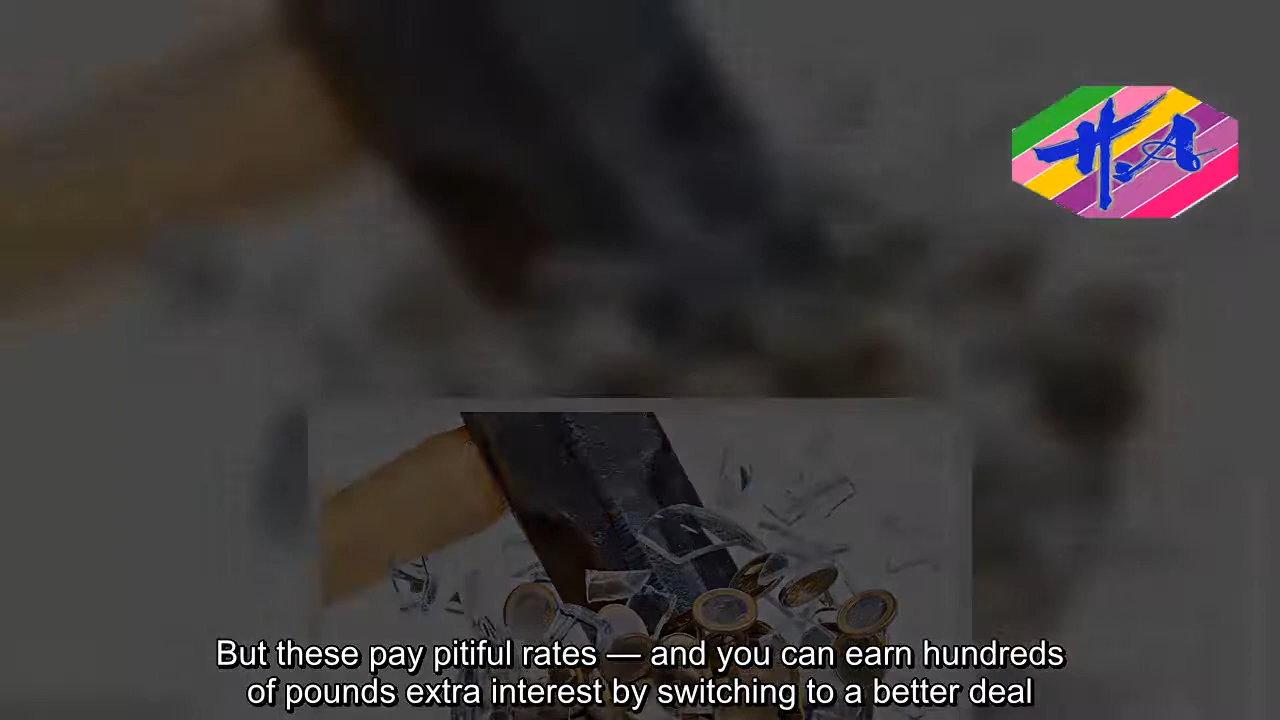 H.A
But these pay pitiful rates — and you can earn hundreds
of pounds extra interest by switching to a better deal